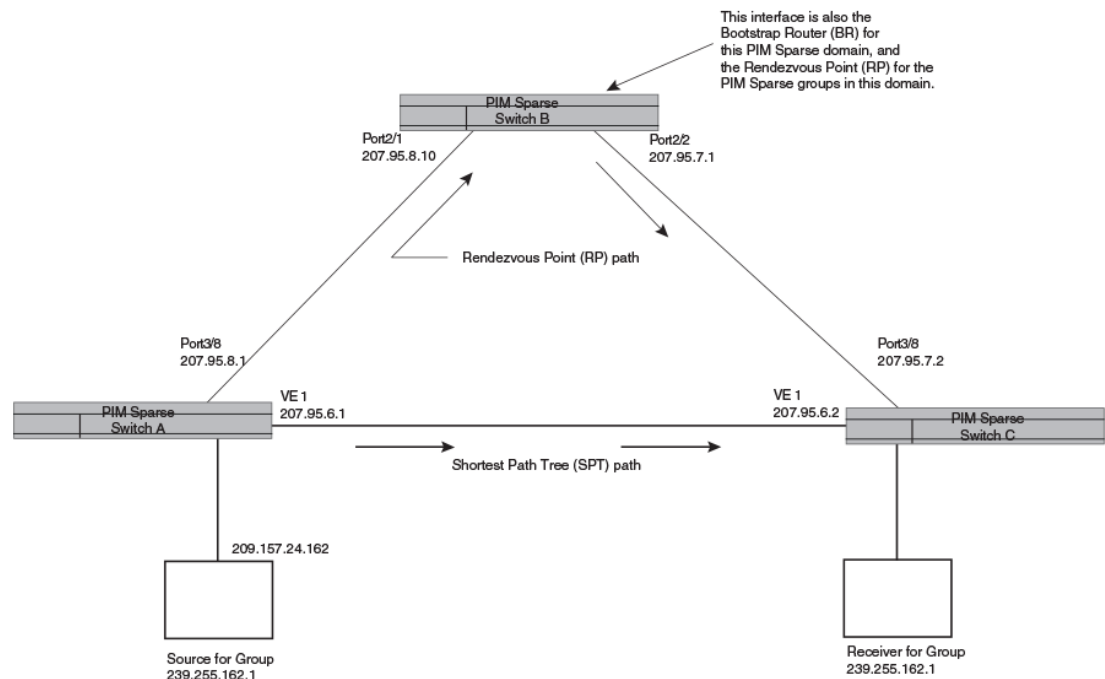 This interface is also the
Bootstrap Router (BR) for
this PIM Sparse domain, and
the Rendezvous Point (RP) for the
PIM Sparse groups in this domain.
PIM Sparse
Switch B
Port2/1
207.95.8.10
Port2/2
207.95.7.1
Rendezvous Point (RP) path
Port3/8
207.95.8.1
Port3/8
207.95.7.2
VE 1
207.95.6.1
VE 1
207.95.6.2
PIM Sparse
Switch A
PIM Sparse
Switch C
Shortest Path Tree (SPT) path
209.157.24.162
Source for Group
239.255.162.1
Receiver for Group
239.255.162.1